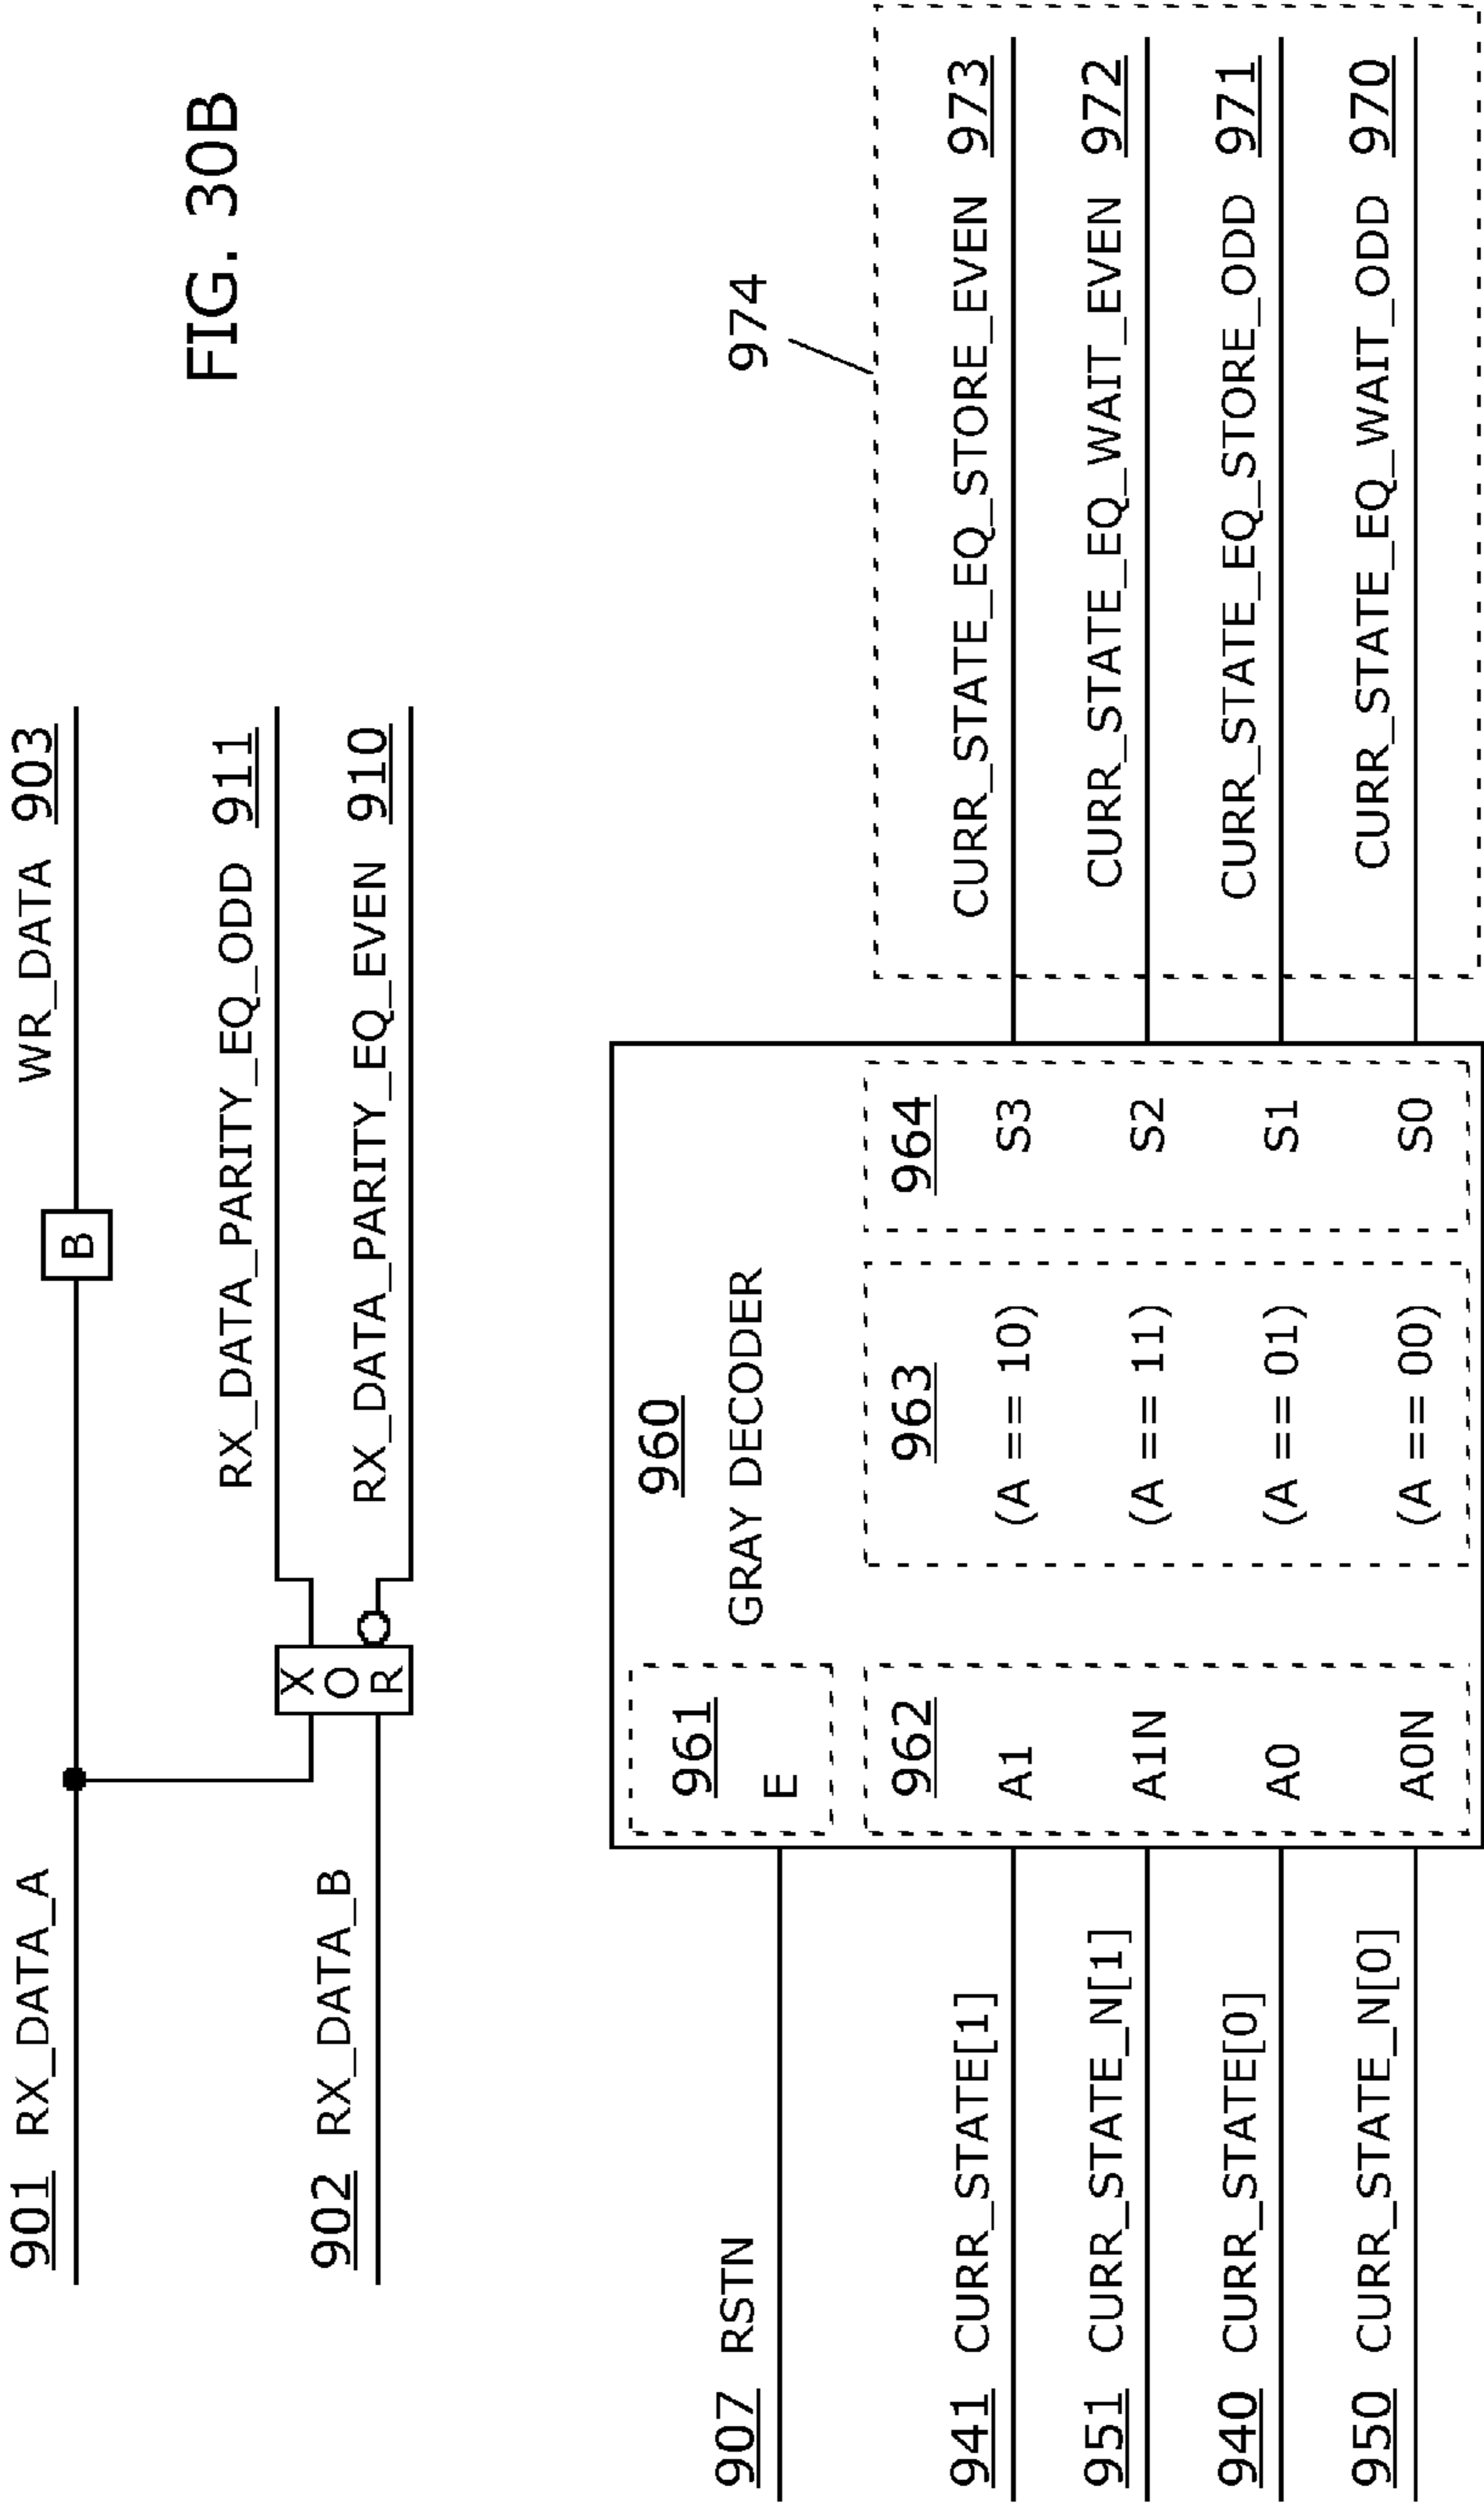 FIG. 30B
901 RX_DATA_A
WR_DATA 903
B
902 RX_DATA_B
X
O
R
RX_DATA_PARITY_EQ_ODD 911
RX_DATA_PARITY_EQ_EVEN 910
960
GRAY DECODER
907 RSTN
961
E
962
963
964
974
941 CURR_STATE[1]
A1
(A == 10)
S3
CURR_STATE_EQ_STORE_EVEN 973
951 CURR_STATE_N[1]
A1N
(A == 11)
S2
CURR_STATE_EQ_WAIT_EVEN 972
940 CURR_STATE[0]
A0
(A == 01)
S1
CURR_STATE_EQ_STORE_ODD 971
950 CURR_STATE_N[0]
A0N
(A == 00)
S0
CURR_STATE_EQ_WAIT_ODD 970